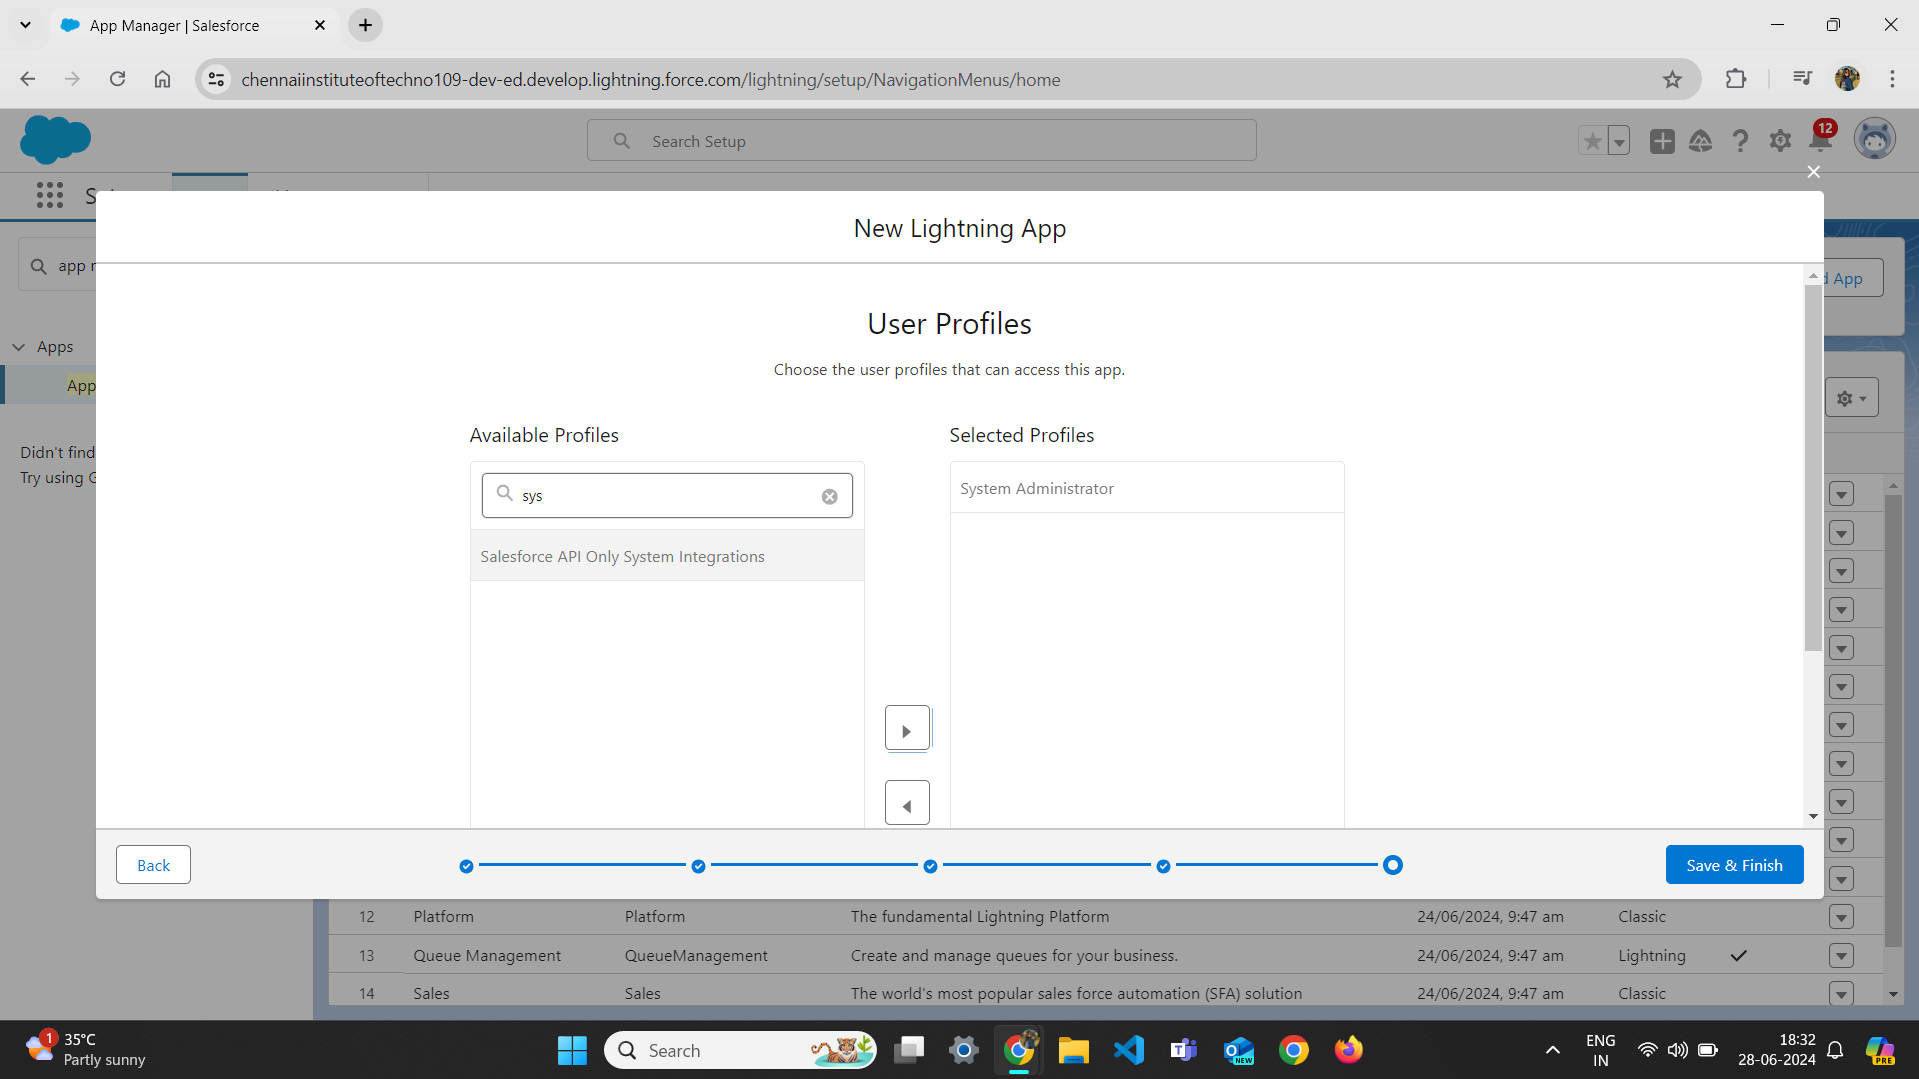 App Manager | Salesforce
chennaiinstituteoftechno109-dev-ed.develop.lightning.force.com/lightning/setup/NavigationMenus/home
Search Setup
12
New Lightning App
app
App
User Profiles
Choose the user profiles that can access this app.
Apps
App
Didn't find
Try using
Available Profiles
Selected Profiles
sys
System Administrator
Salesforce API Only System Integrations
Back
Save & Finish
12 Platform Platform The fundamental Lightning Platform 24/06/2024, 9:47 am Classic
13 Queue Management QueueManagement Create and manage queues for your business. 24/06/2024, 9:47 am Lightning
14 Sales Sales The world's most popular sales force automation (SFA) solution 24/06/2024, 9:47 am Classic
1
35°C
Partly sunny
Search
NEW
ENG
IN
18:32
28-06-2024
PRE